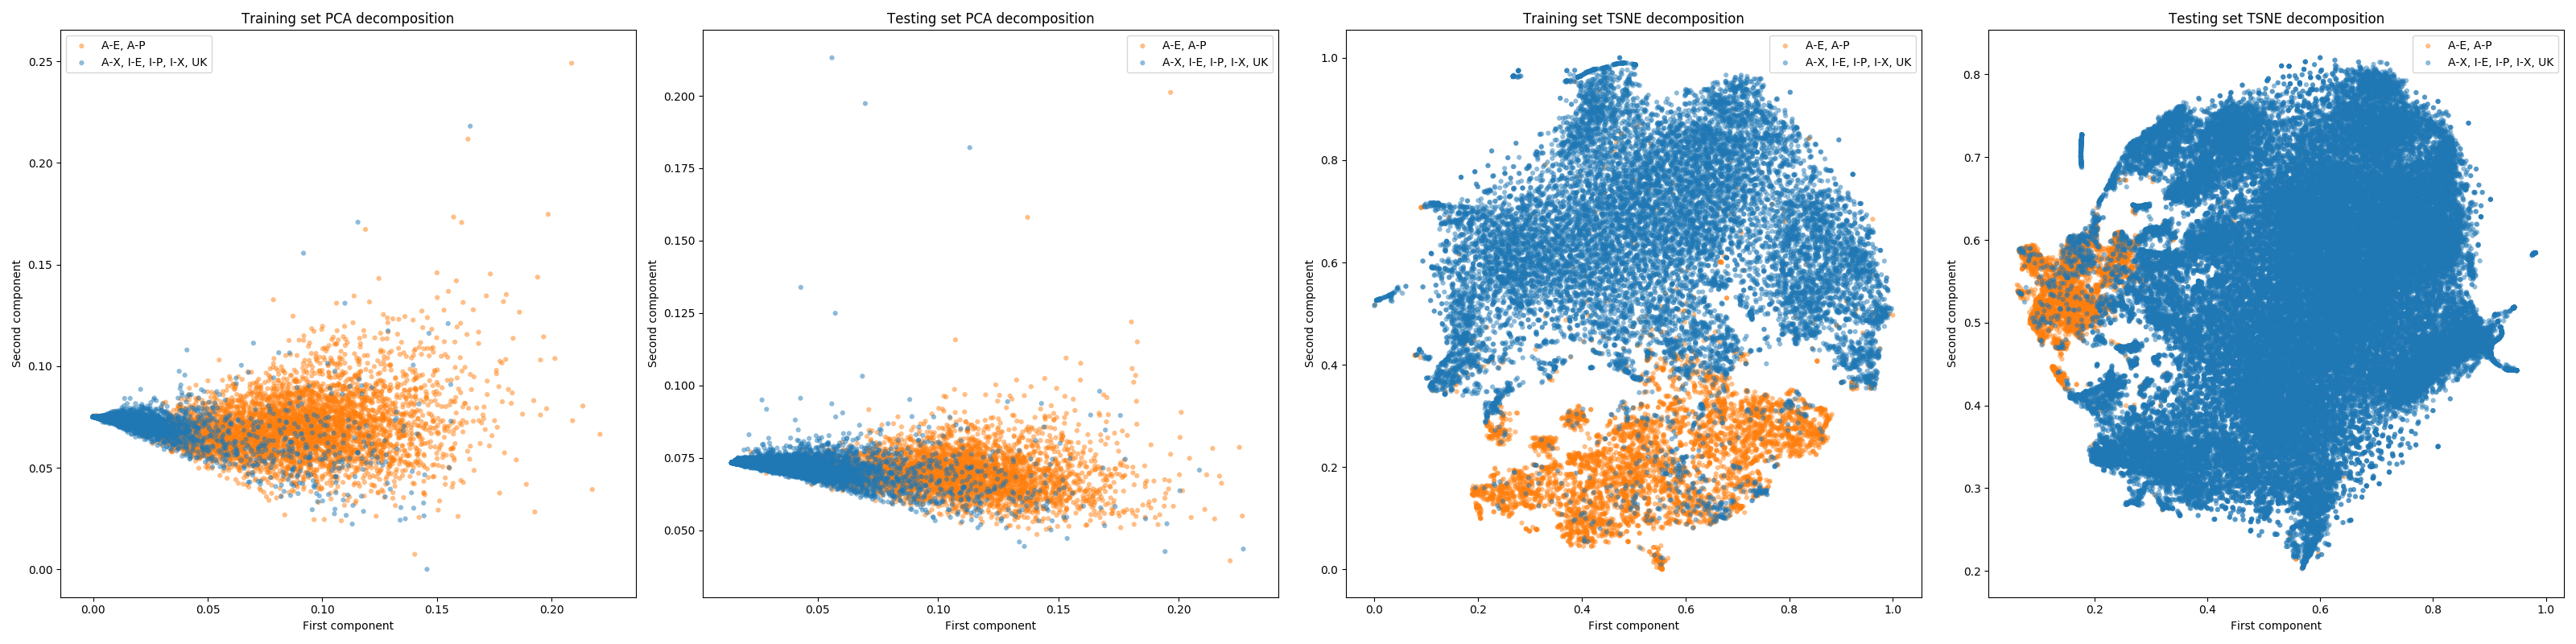 Training set PCA decomposition
A-E, A-P
A-X, I-E, I-P, I-X, UK
Second component
0.25
0.20
0.15
0.10
0.05
0.00
0.00 0.05 0.10 0.15 0.20
First component
Testing set PCA decomposition
A-E, A-P
A-X, I-E, I-P, I-X, UK
Second component
0.200
0.175
0.150
0.125
0.100
0.075
0.050
0.05 0.10 0.15 0.20
First component
Training set TSNE decomposition
A-E, A-P
A-X, I-E, I-P, I-X, UK
Second component
1.0
0.8
0.6
0.4
0.2
0.0
0.0 0.2 0.4 0.6 0.8 1.0
First component
Testing set TSNE decomposition
A-E, A-P
A-X, I-E, I-P, I-X, UK
Second component
0.8
0.7
0.6
0.5
0.4
0.3
0.2
0.2 0.4 0.6 0.8 1.0
First component